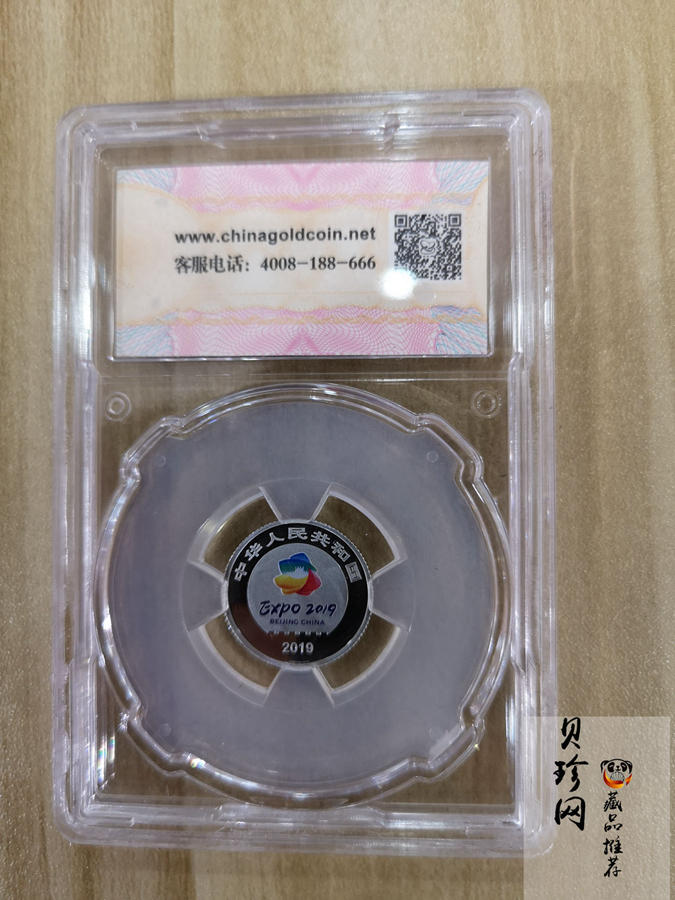 www.chinagoldcoin.net
客服电话：4008-188-666
中华人民共和国
EXPO 2019
BEIJING CHINA
2019
贝珍网
藏品推荐